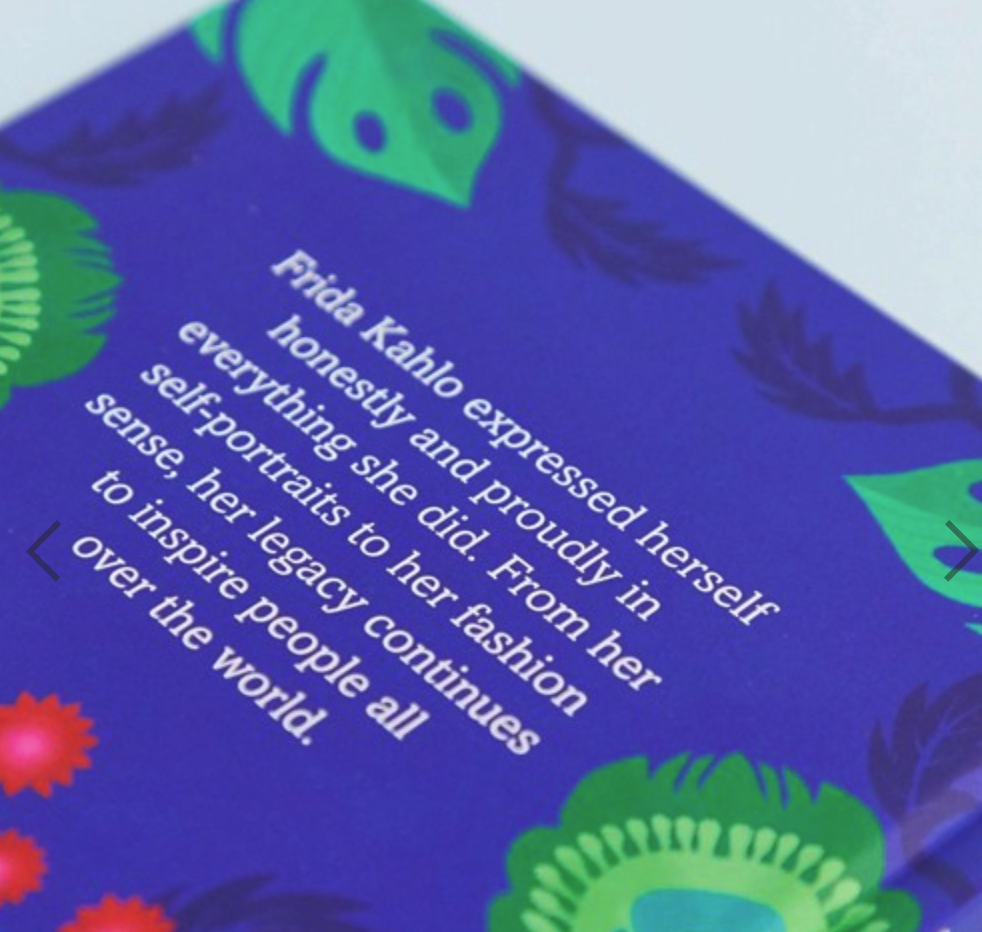 Frida Kahlo expressed herself
honestly and proudly in
everything she did. From her
self-portraits to her fashion
sense, her legacy continues
to inspire people all
over the world.